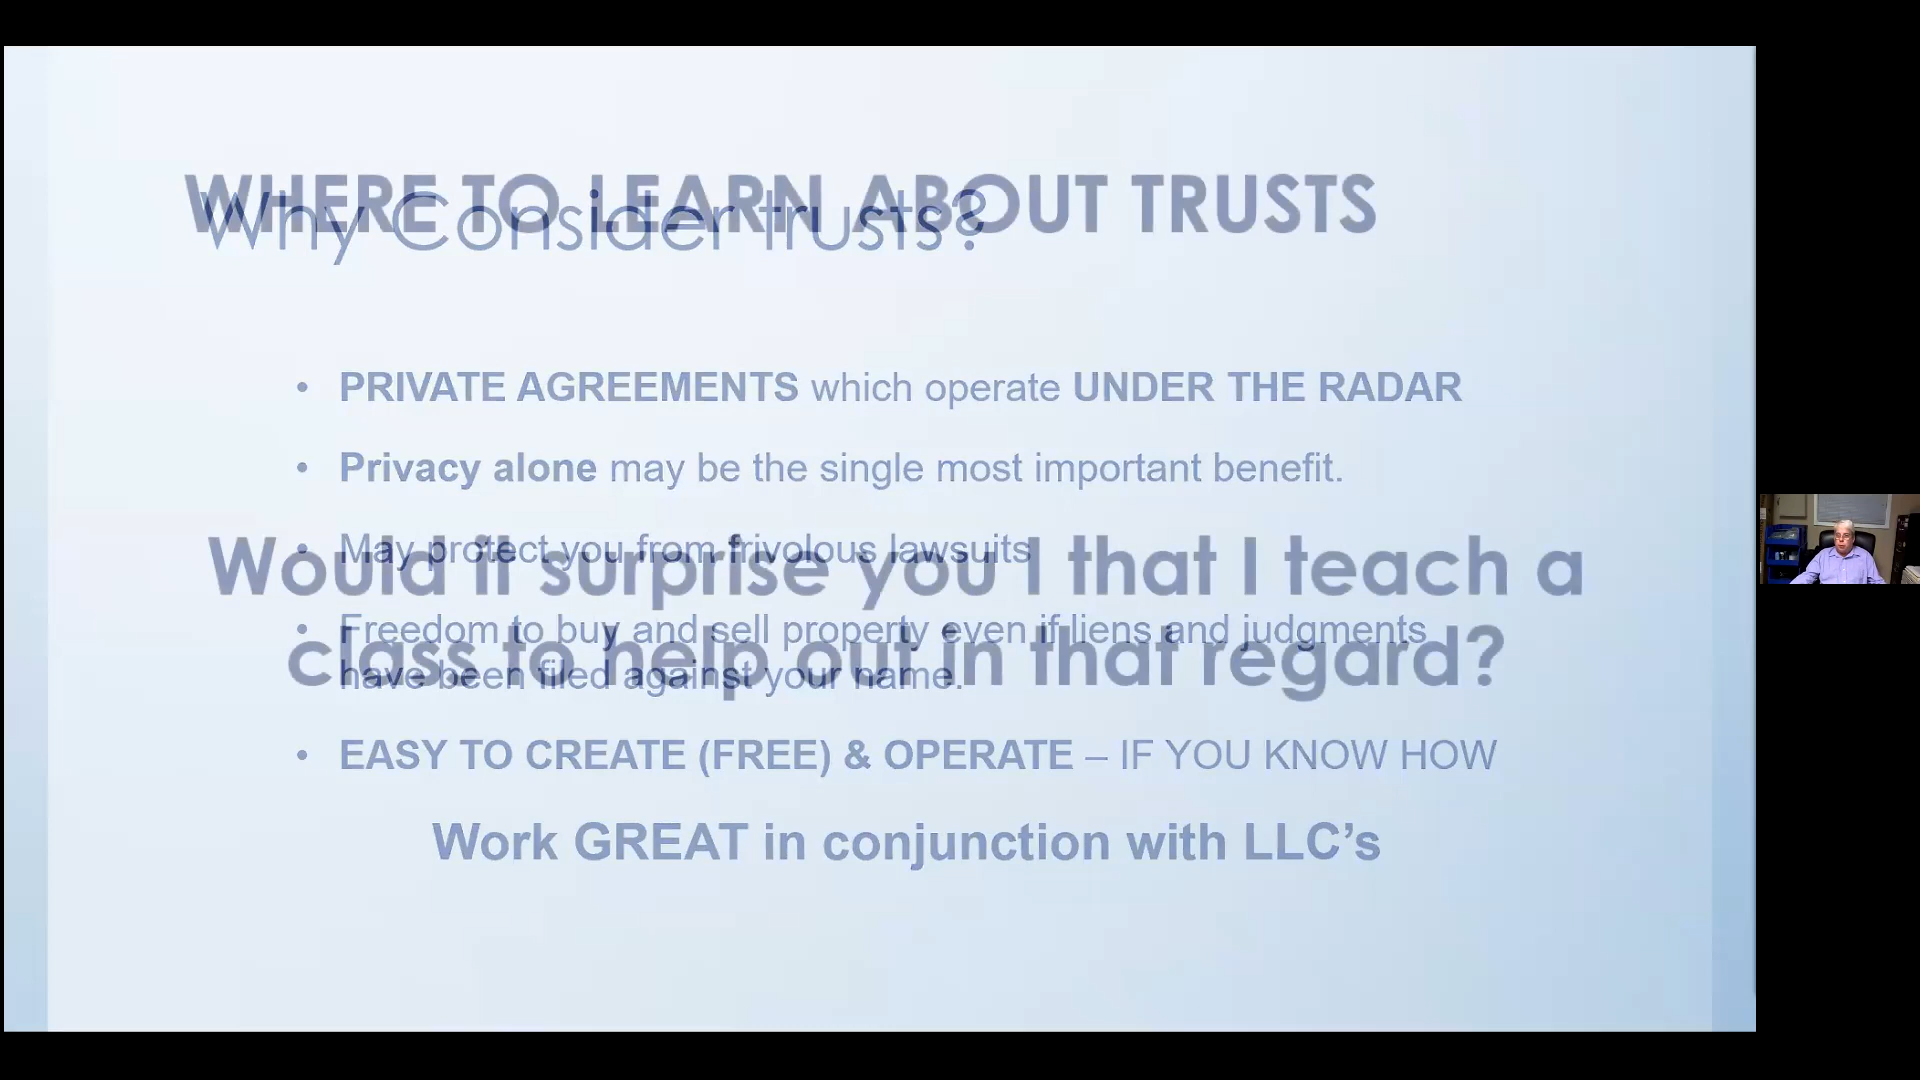 WHERE TO LEARN ABOUT TRUSTS
Why Consider trusts?
• PRIVATE AGREEMENTS which operate UNDER THE RADAR
• Privacy alone may be the single most important benefit.
• May protect you from frivolous lawsuits
Would it surprise you I that I teach a
• Freedom to buy and sell property even if liens and judgments
class to help out in that regard?
have been filed against your name.
• EASY TO CREATE (FREE) & OPERATE – IF YOU KNOW HOW
Work GREAT in conjunction with LLC’s